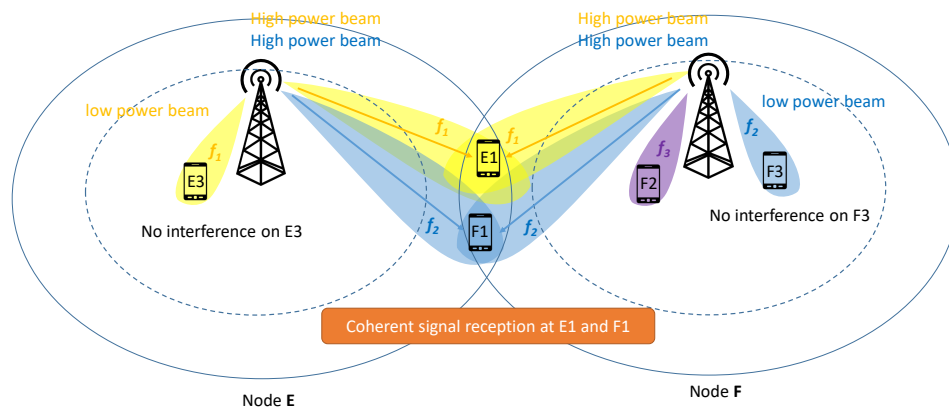 High power beam
High power beam
High power beam
High power beam
low power beam
low power beam
f1
f1
f1
f3
f2
E1
E3
F2
F3
No interference on E3
No interference on F3
f2
F1
f2
Coherent signal reception at E1 and F1
Node E
Node F